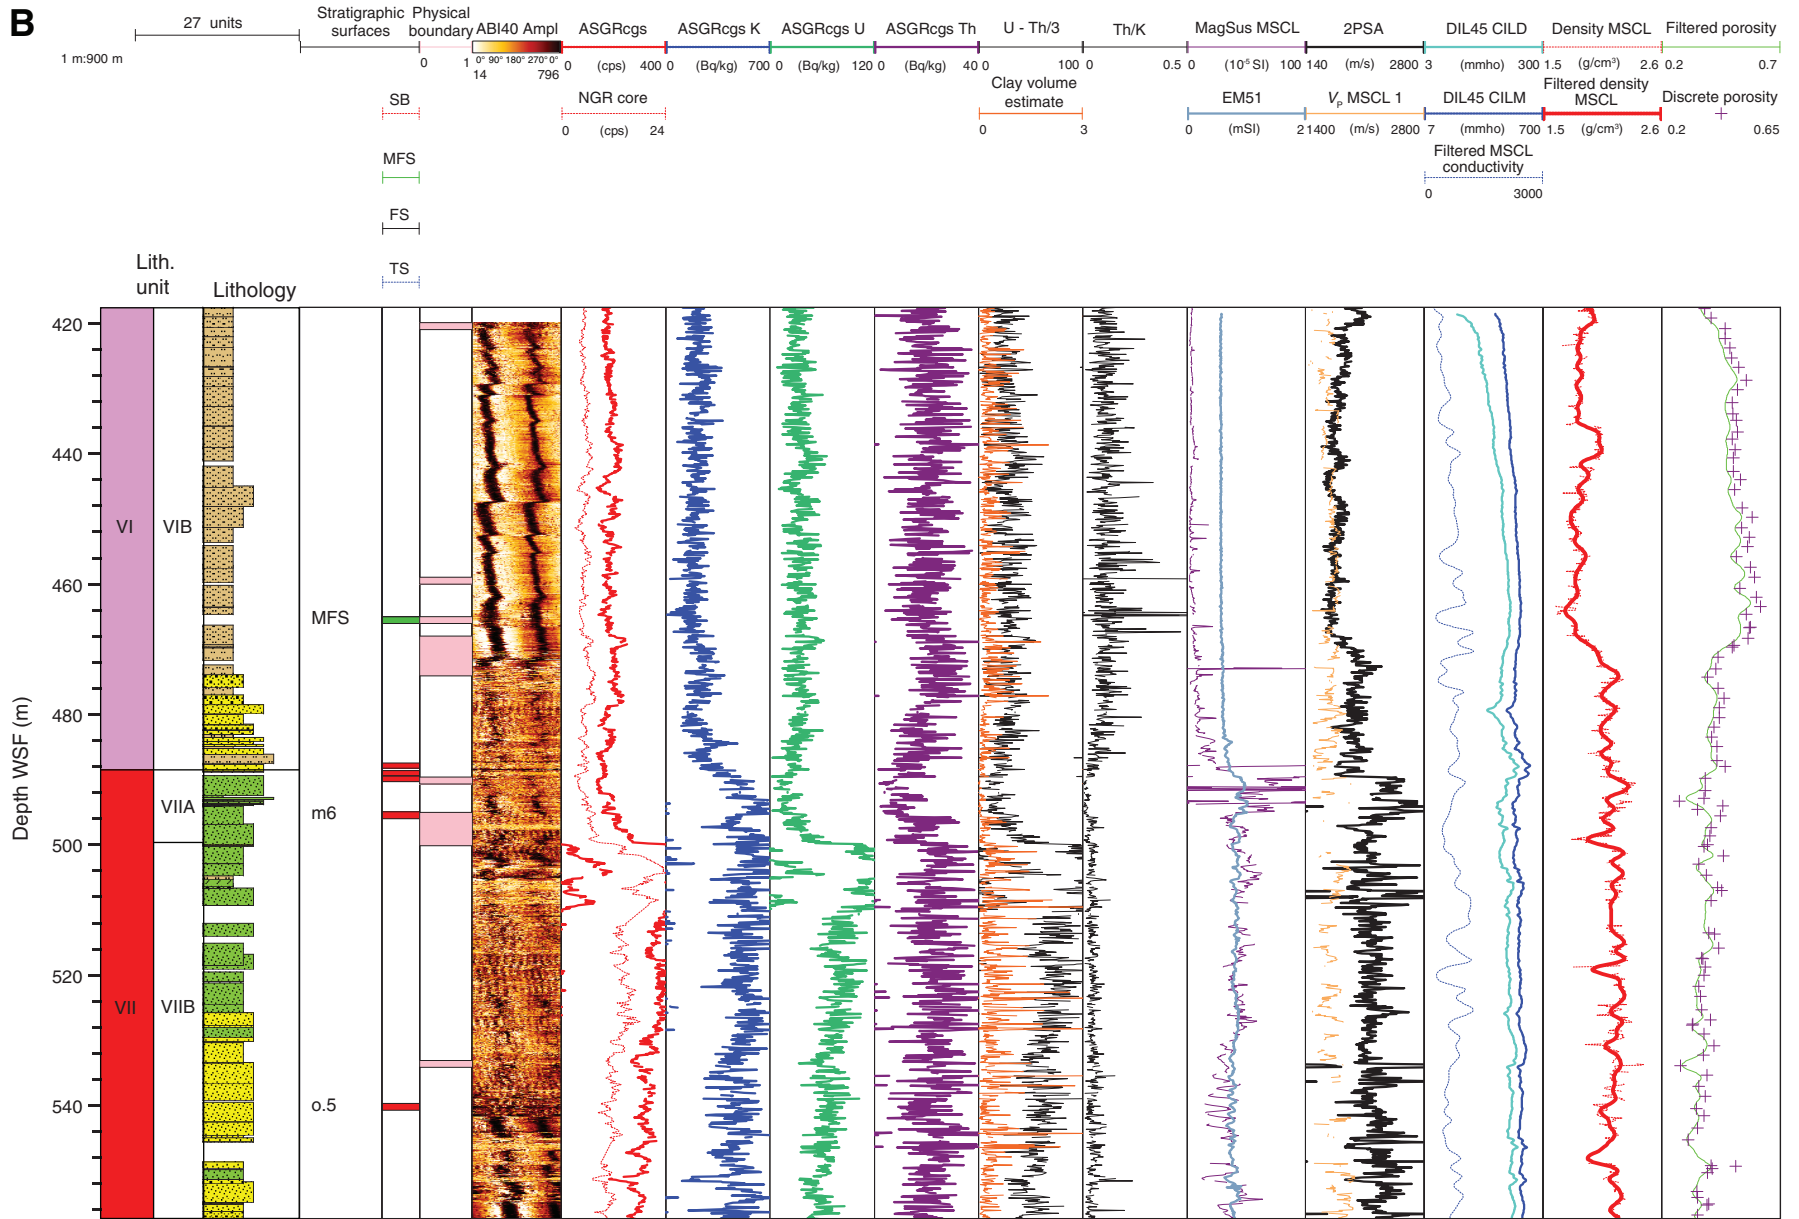 B
27 units
Stratigraphic
surfaces
Physical
boundary
ABI40 Ampl
ASGRcgs
ASGRcgs K
ASGRcgs U
ASGRcgs Th
U - Th/3
Th/K
MagSus MSCL
2PSA
DIL45 CILD
Density MSCL
Filtered porosity
1 m:900 m
0 1
0° 90° 180° 270° 0°
14 796
0 (cps) 400
0 (Bq/kg) 700
0 (Bq/kg) 120
0 (Bq/kg) 40
0 100
0 0.5
0 (10⁻⁵ SI) 100
140 (m/s) 2800
3 (mmho) 300
1.5 (g/cm³) 2.6
0.2 0.7
SB
NGR core
Clay volume
estimate
EM51
VP MSCL 1
DIL45 CILM
Filtered density
MSCL
Discrete porosity
0 (cps) 24
0 3
0 (mSI) 2
1400 (m/s) 2800
7 (mmho) 700
1.5 (g/cm³) 2.6
0.2 0.65
MFS
Filtered MSCL
conductivity
0 3000
FS
TS
Lith.
unit
Lithology
Depth WSF (m)
420
440
460
480
500
520
540
VI
VIB
VII
VIIA
VIIB
MFS
m6
o.5